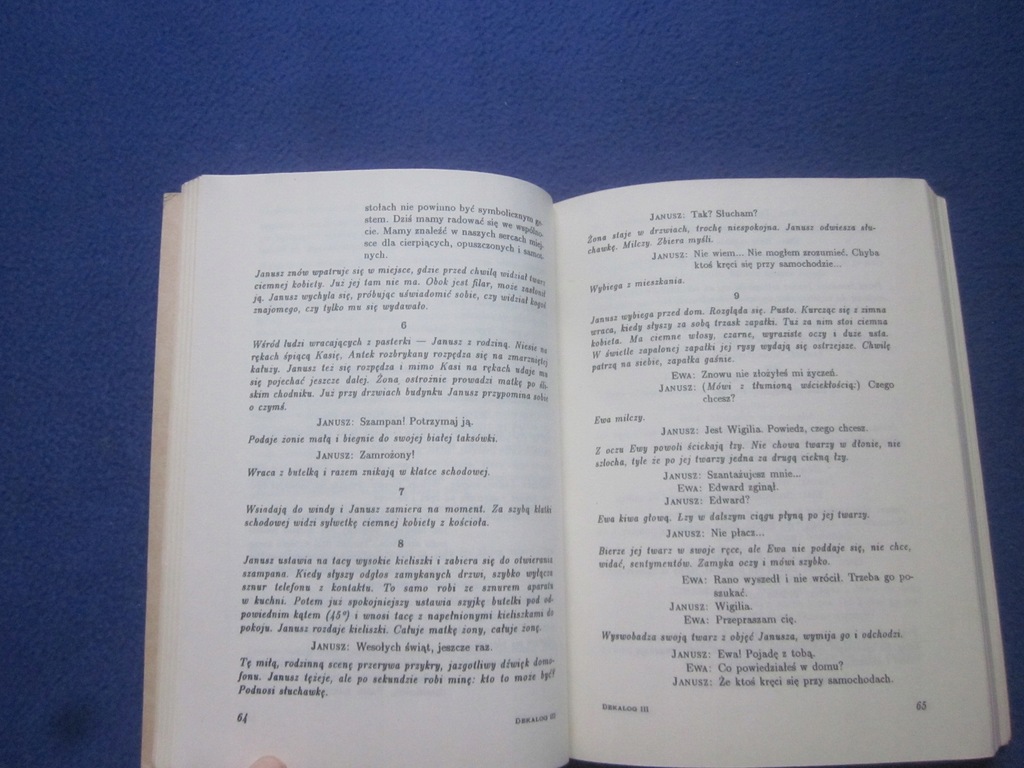 stołach nie powinno być symbolicznym ge-
stem. Dziś mamy radować się we wspólno-
cie. Mamy znaleźć w naszych sercach miej-
sce dla cierpiących, opuszczonych i samot-
nych.
Janusz znów wpatruje się w miejsce, gdzie przed chwilą widział twarz
ciemnej kobiety. Już jej tam nie ma. Obok jest filar, może zasłonił
ją. Janusz wychyla się, próbując uświadomić sobie, czy widział kogoś
znajomego, czy tylko mu się wydawało.
6
Wśród ludzi wracających z pasterki — Janusz z rodziną. Niesie na
rękach śpiącą Kasię. Antek rozbrykany rozpędza się na zmarzniętej
kałuży. Janusz też się rozpędza i mimo Kasi na rękach udaje mu
się pojechać jeszcze dalej. Żona ostrożnie prowadzi matkę po śli-
skim chodniku. Już przy drzwiach budynku Janusz przypomina sobie
o czymś.
JANUSZ: Szampan! Potrzymaj ją.
Podaje żonie małą i biegnie do swojej białej taksówki.
JANUSZ: Zamrożony!
Wraca z butelką i razem znikają w klatce schodowej.
7
Wsiadają do windy i Janusz zamiera na moment. Za szybą klatki
schodowej widzi sylwetkę ciemnej kobiety z kościoła.
8
Janusz ustawia na tacy wysokie kieliszki i zabiera się do otwierania
szampana. Kiedy słyszy odgłos zamykanych drzwi, szybko wyłącza
sznur telefonu z kontaktu. To samo robi ze sznurem aparatu
w kuchni. Potem już spokojniejszy ustawia szyjkę butelki pod od-
powiednim kątem (45°) i wnosi tacę z napełnionymi kieliszkami do
pokoju. Janusz rozdaje kieliszki. Całuje matkę żony, całuje żonę.
JANUSZ: Wesołych świąt, jeszcze raz.
Tę miłą, rodzinną scenę przerywa przykry, jazgotliwy dźwięk domo-
fonu. Janusz tężeje, ale po sekundzie robi minę: kto to może być?
Podnosi słuchawkę.
64
DEKALOG III
JANUSZ: Tak? Słucham?
Żona staje w drzwiach, trochę niespokojna. Janusz odwiesza słu-
chawkę. Milczy. Zbiera myśli.
JANUSZ: Nie wiem... Nie mogłem zrozumieć. Chyba
ktoś kręci się przy samochodzie...
Wybiega z mieszkania.
9
Janusz wybiega przed dom. Rozgląda się. Pusto. Kurcząc się z zimna
wraca, kiedy słyszy za sobą trzask zapałki. Tuż za nim stoi ciemna
kobieta. Ma ciemne włosy, czarne, wyraziste oczy i duże usta.
W świetle zapalonej zapałki jej rysy wydają się ostrzejsze. Chwilę
patrzą na siebie, zapałka gaśnie.
EWA: Znowu nie złożyłeś mi życzeń.
JANUSZ: (Mówi z tłumioną wściekłością:) Czego
chcesz?
Ewa milczy.
JANUSZ: Jest Wigilia. Powiedz, czego chcesz.
Z oczu Ewy powoli ściekają łzy. Nie chowa twarzy w dłonie, nie
szlocha, tyle że po jej twarzy jedna za drugą ciekną łzy.
JANUSZ: Szantażujesz mnie...
EWA: Edward zginął.
JANUSZ: Edward?
Ewa kiwa głową. Łzy w dalszym ciągu płyną po jej twarzy.
JANUSZ: Nie płacz...
Bierze jej twarz w swoje ręce, ale Ewa nie poddaje się, nie chce,
widać, sentymentów. Zamyka oczy i mówi szybko.
EWA: Rano wyszedł i nie wrócił. Trzeba go po-
szukać.
JANUSZ: Wigilia.
EWA: Przepraszam cię.
Wyswobadza swoją twarz z objęć Janusza, wymija go i odchodzi.
JANUSZ: Ewa! Pojadę z tobą.
EWA: Co powiedziałeś w domu?
JANUSZ: Że ktoś kręci się przy samochodach.
DEKALOG III
65